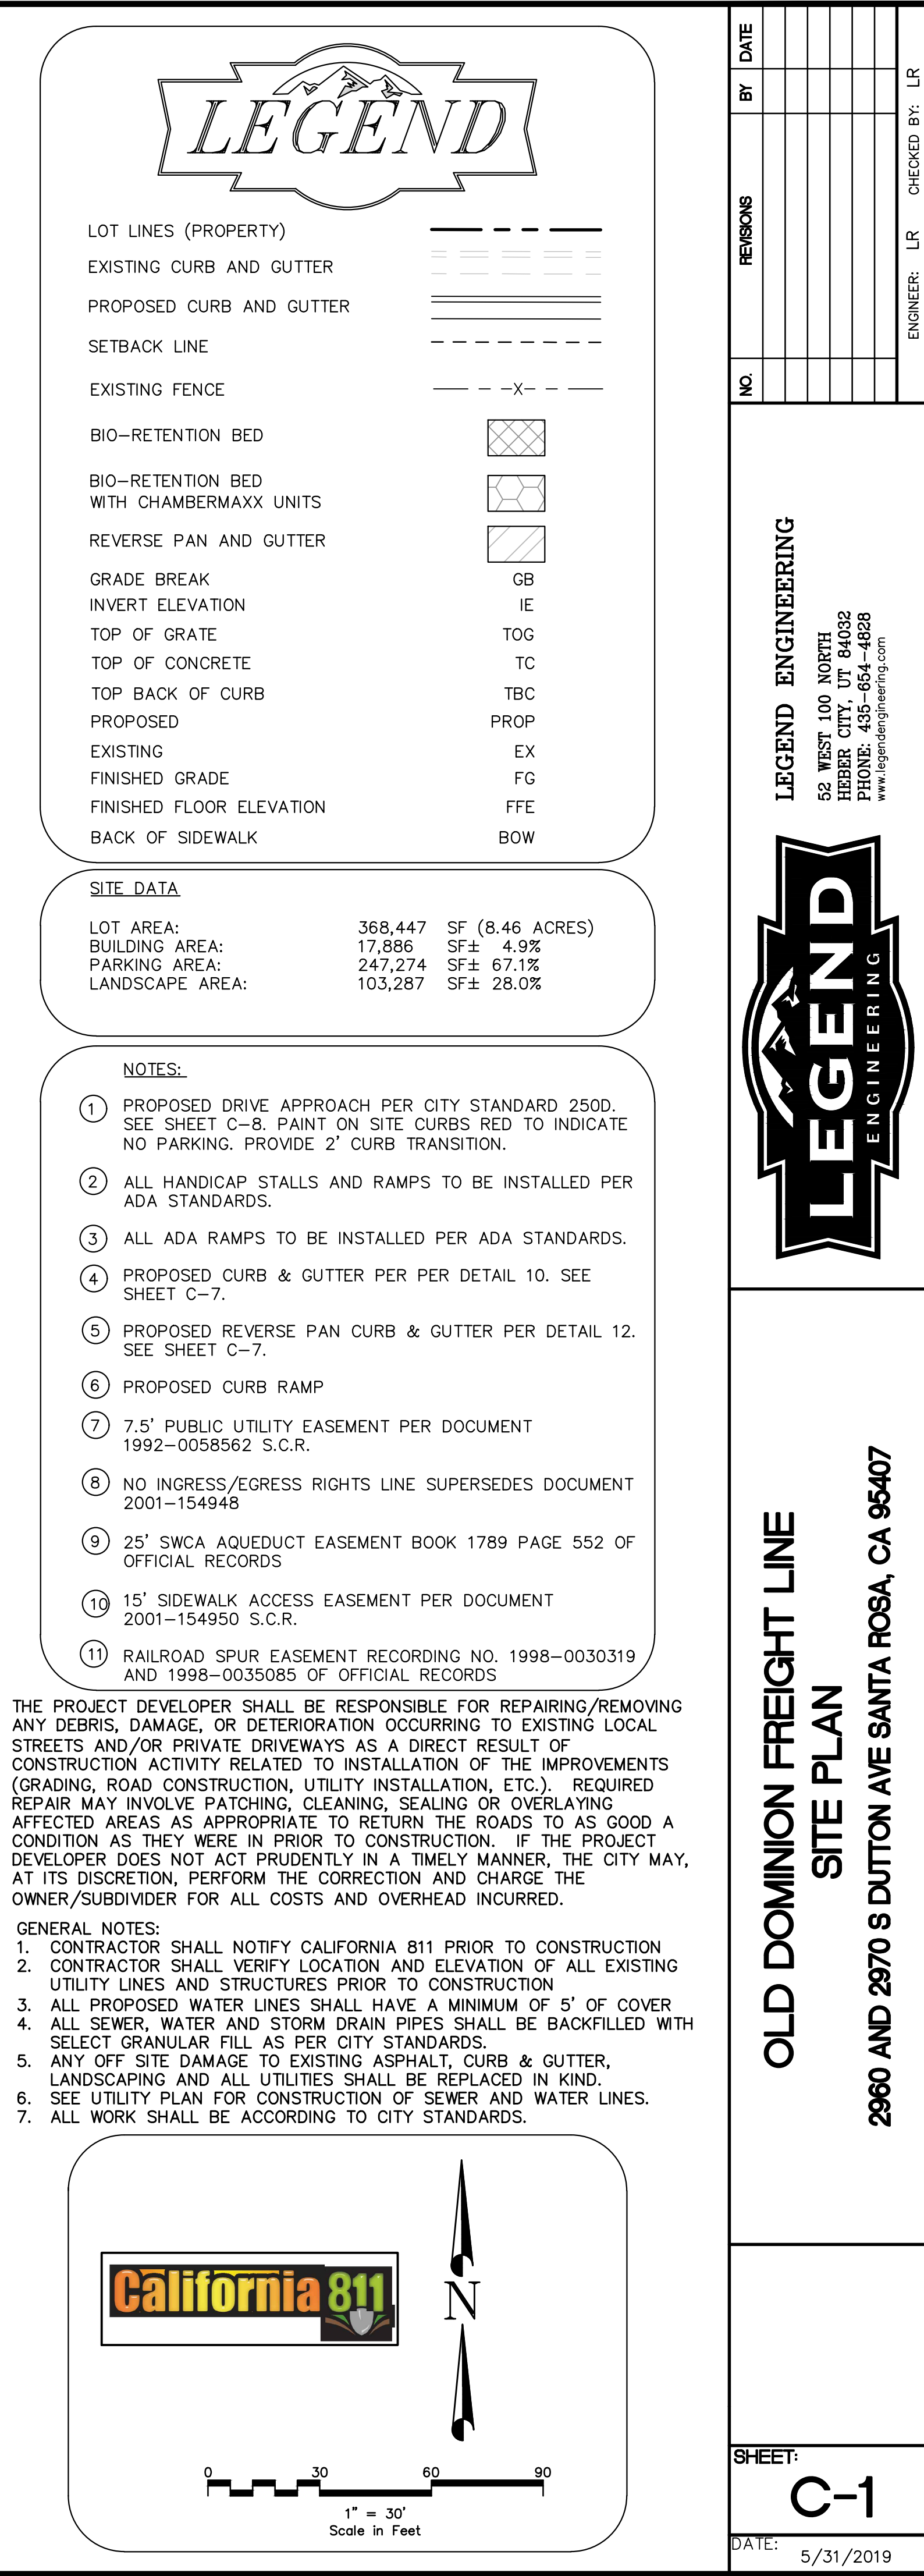 LEGEND
LOT LINES (PROPERTY)
EXISTING CURB AND GUTTER
PROPOSED CURB AND GUTTER
SETBACK LINE
EXISTING FENCE —X—
BIO-RETENTION BED
BIO-RETENTION BED
WITH CHAMBERMAXX UNITS
REVERSE PAN AND GUTTER
GRADE BREAK GB
INVERT ELEVATION IE
TOP OF GRATE TOG
TOP OF CONCRETE TC
TOP BACK OF CURB TBC
PROPOSED PROP
EXISTING EX
FINISHED GRADE FG
FINISHED FLOOR ELEVATION FFE
BACK OF SIDEWALK BOW
SITE DATA
LOT AREA: 368,447 SF (8.46 ACRES)
BUILDING AREA: 17,886 SF± 4.9%
PARKING AREA: 247,274 SF± 67.1%
LANDSCAPE AREA: 103,287 SF± 28.0%
NOTES:
1 PROPOSED DRIVE APPROACH PER CITY STANDARD 250D.
SEE SHEET C-8. PAINT ON SITE CURBS RED TO INDICATE
NO PARKING. PROVIDE 2' CURB TRANSITION.
2 ALL HANDICAP STALLS AND RAMPS TO BE INSTALLED PER
ADA STANDARDS.
3 ALL ADA RAMPS TO BE INSTALLED PER ADA STANDARDS.
4 PROPOSED CURB & GUTTER PER PER DETAIL 10. SEE
SHEET C-7.
5 PROPOSED REVERSE PAN CURB & GUTTER PER DETAIL 12.
SEE SHEET C-7.
6 PROPOSED CURB RAMP
7 7.5' PUBLIC UTILITY EASEMENT PER DOCUMENT
1992-0058562 S.C.R.
8 NO INGRESS/EGRESS RIGHTS LINE SUPERSEDES DOCUMENT
2001-154948
9 25' SWCA AQUEDUCT EASEMENT BOOK 1789 PAGE 552 OF
OFFICIAL RECORDS
10 15' SIDEWALK ACCESS EASEMENT PER DOCUMENT
2001-154950 S.C.R.
11 RAILROAD SPUR EASEMENT RECORDING NO. 1998-0030319
AND 1998-0035085 OF OFFICIAL RECORDS
THE PROJECT DEVELOPER SHALL BE RESPONSIBLE FOR REPAIRING/REMOVING
ANY DEBRIS, DAMAGE, OR DETERIORATION OCCURRING TO EXISTING LOCAL
STREETS AND/OR PRIVATE DRIVEWAYS AS A DIRECT RESULT OF
CONSTRUCTION ACTIVITY RELATED TO INSTALLATION OF THE IMPROVEMENTS
(GRADING, ROAD CONSTRUCTION, UTILITY INSTALLATION, ETC.). REQUIRED
REPAIR MAY INVOLVE PATCHING, CLEANING, SEALING OR OVERLAYING
AFFECTED AREAS AS APPROPRIATE TO RETURN THE ROADS TO AS GOOD A
CONDITION AS THEY WERE IN PRIOR TO CONSTRUCTION. IF THE PROJECT
DEVELOPER DOES NOT ACT PRUDENTLY IN A TIMELY MANNER, THE CITY MAY,
AT ITS DISCRETION, PERFORM THE CORRECTION AND CHARGE THE
OWNER/SUBDIVIDER FOR ALL COSTS AND OVERHEAD INCURRED.
GENERAL NOTES:
1. CONTRACTOR SHALL NOTIFY CALIFORNIA 811 PRIOR TO CONSTRUCTION
2. CONTRACTOR SHALL VERIFY LOCATION AND ELEVATION OF ALL EXISTING
UTILITY LINES AND STRUCTURES PRIOR TO CONSTRUCTION
3. ALL PROPOSED WATER LINES SHALL HAVE A MINIMUM OF 5' OF COVER
4. ALL SEWER, WATER AND STORM DRAIN PIPES SHALL BE BACKFILLED WITH
SELECT GRANULAR FILL AS PER CITY STANDARDS.
5. ANY OFF SITE DAMAGE TO EXISTING ASPHALT, CURB & GUTTER,
LANDSCAPING AND ALL UTILITIES SHALL BE REPLACED IN KIND.
6. SEE UTILITY PLAN FOR CONSTRUCTION OF SEWER AND WATER LINES.
7. ALL WORK SHALL BE ACCORDING TO CITY STANDARDS.
California 811
N
0 30 60 90
1" = 30'
Scale in Feet
NO. REVISIONS BY DATE
ENGINEER: LR CHECKED BY: LR
LEGEND ENGINEERING
52 WEST 100 NORTH
HEBER CITY, UT 84032
PHONE: 435-654-4828
www.legendengineering.com
LEGEND
ENGINEERING
OLD DOMINION FREIGHT LINE
SITE PLAN
2960 AND 2970 S DUTTON AVE SANTA ROSA, CA 95407
SHEET:
C-1
DATE:
5/31/2019